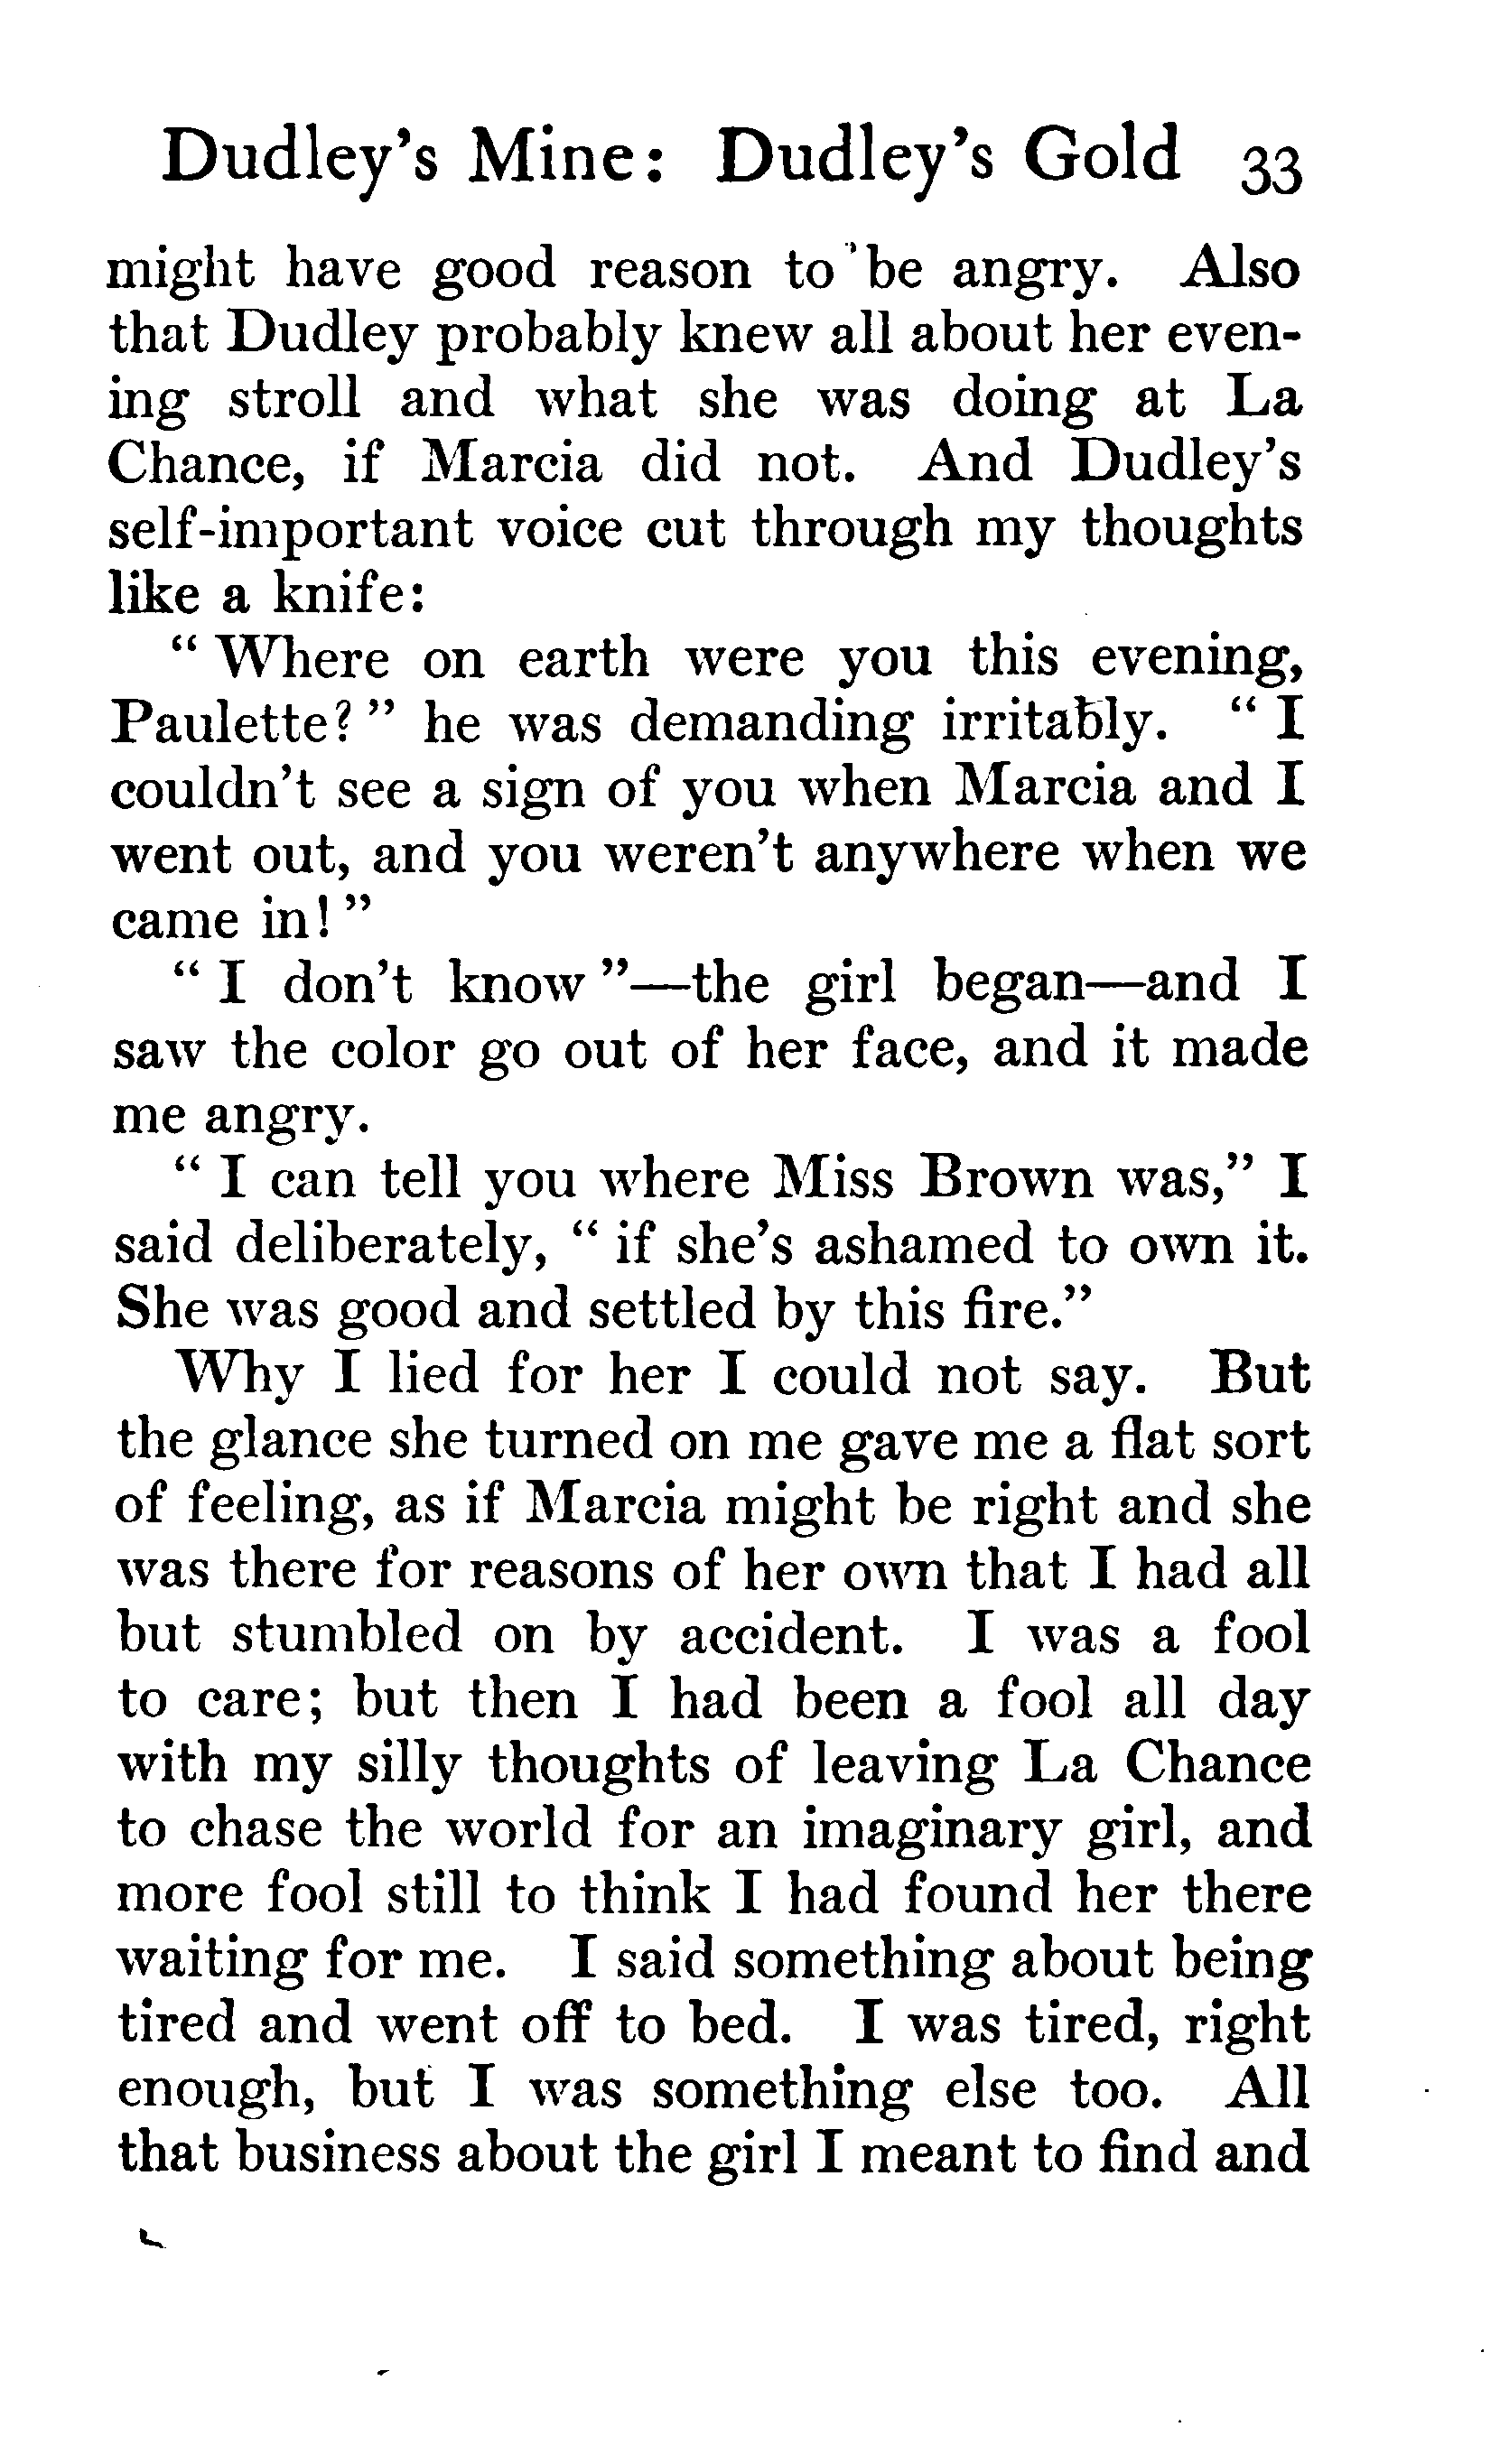 Dudley's Mine: Dudley's Gold 33
might have good reason to be angry. Also
that Dudley probably knew all about her even-
ing stroll and what she was doing at La
Chance, if Marcia did not. And Dudley's
self-important voice cut through my thoughts
like a knife:
" Where on earth were you this evening,
Paulette? " he was demanding irritably. " I
couldn't see a sign of you when Marcia and I
went out, and you weren't anywhere when we
came in! "
" I don't know "—the girl began—and I
saw the color go out of her face, and it made
me angry.
" I can tell you where Miss Brown was," I
said deliberately, " if she's ashamed to own it.
She was good and settled by this fire."
Why I lied for her I could not say. But
the glance she turned on me gave me a flat sort
of feeling, as if Marcia might be right and she
was there for reasons of her own that I had all
but stumbled on by accident. I was a fool
to care; but then I had been a fool all day
with my silly thoughts of leaving La Chance
to chase the world for an imaginary girl, and
more fool still to think I had found her there
waiting for me. I said something about being
tired and went off to bed. I was tired, right
enough, but I was something else too. All
that business about the girl I meant to find and